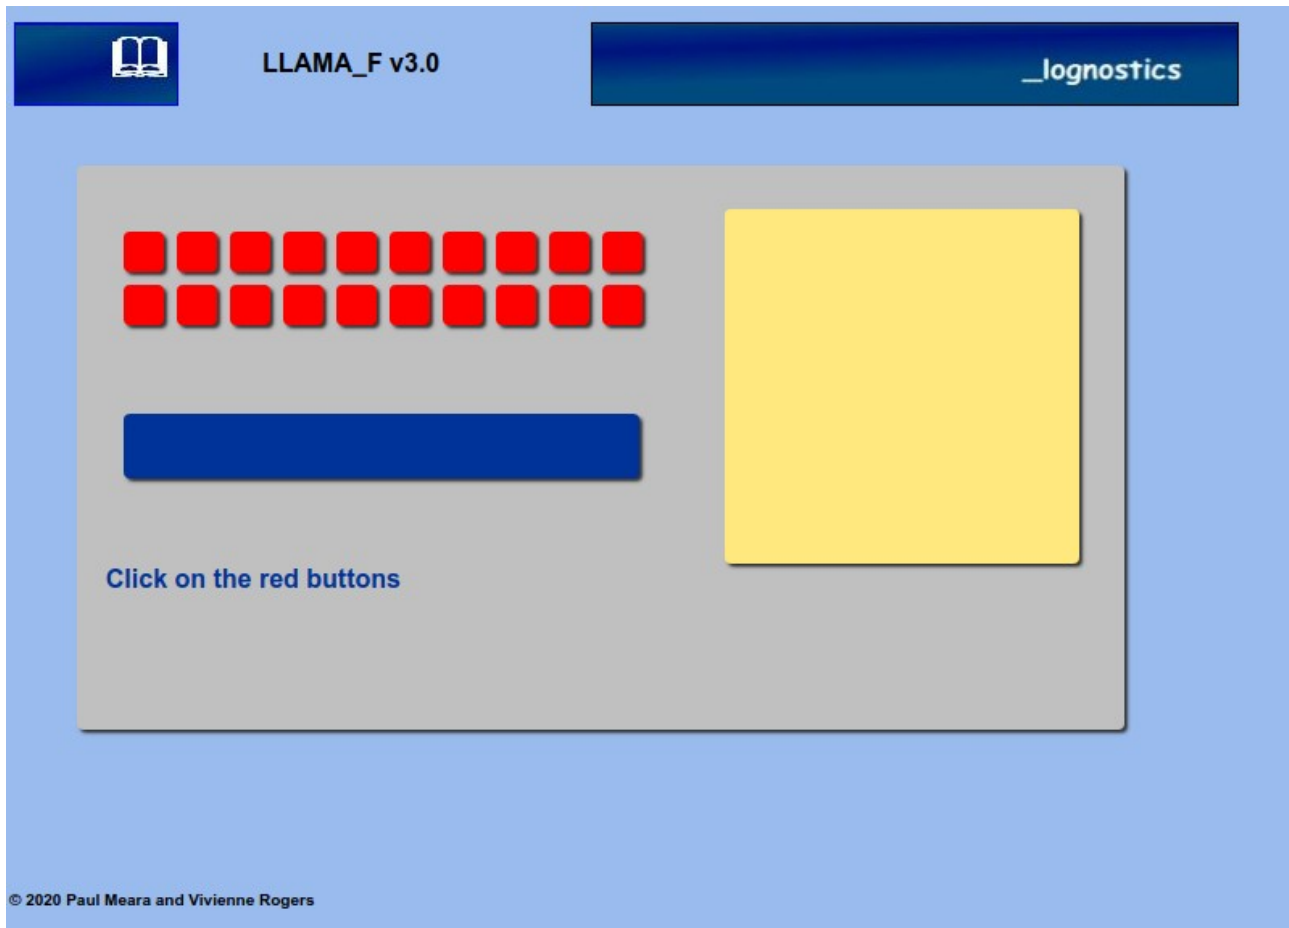 LLAMA_F v3.0
_lognostics
Click on the red buttons
© 2020 Paul Meara and Vivienne Rogers